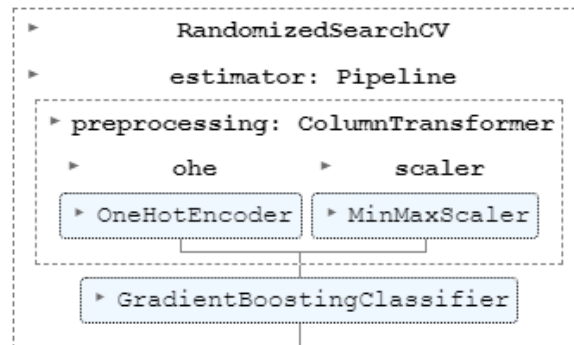 RandomizedSearchCV
estimator: Pipeline
preprocessing: ColumnTransformer
ohe scaler
OneHotEncoder MinMaxScaler
GradientBoostingClassifier